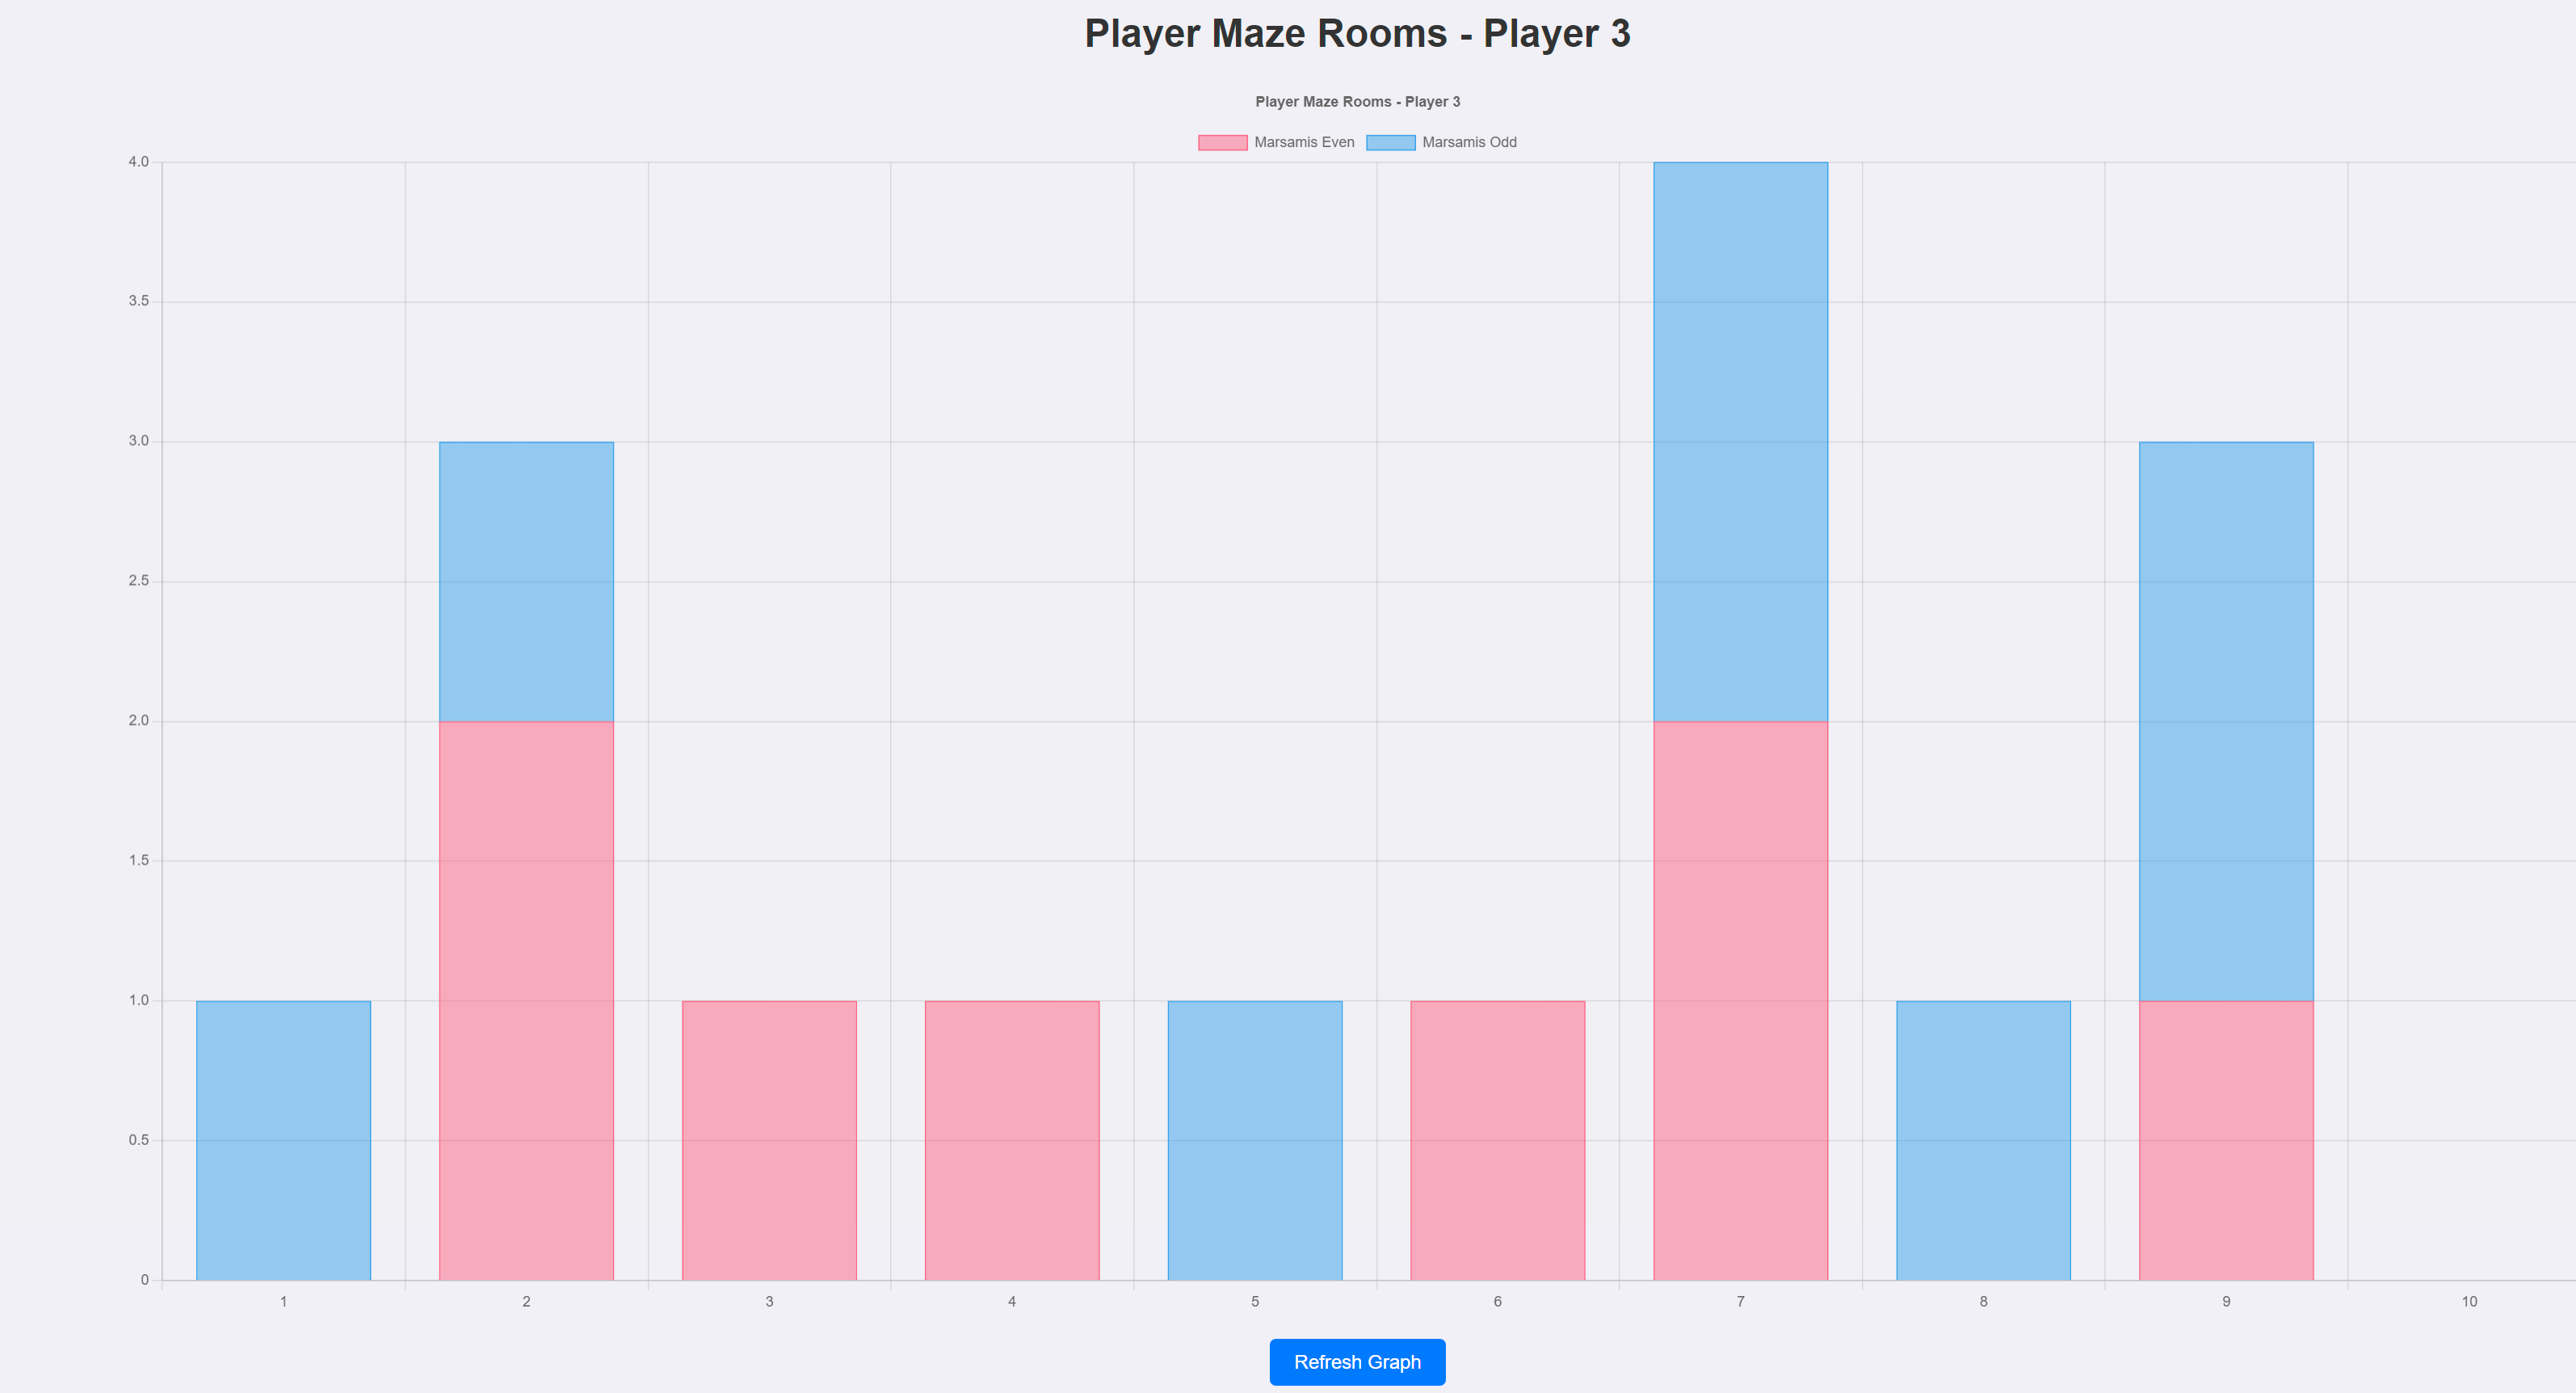 Player Maze Rooms - Player 3
Player Maze Rooms - Player 3
Marsamis Even Marsamis Odd
4.0
3.5
3.0
2.5
2.0
1.5
1.0
0.5
0
1 2 3 4 5 6 7 8 9 10
Refresh Graph